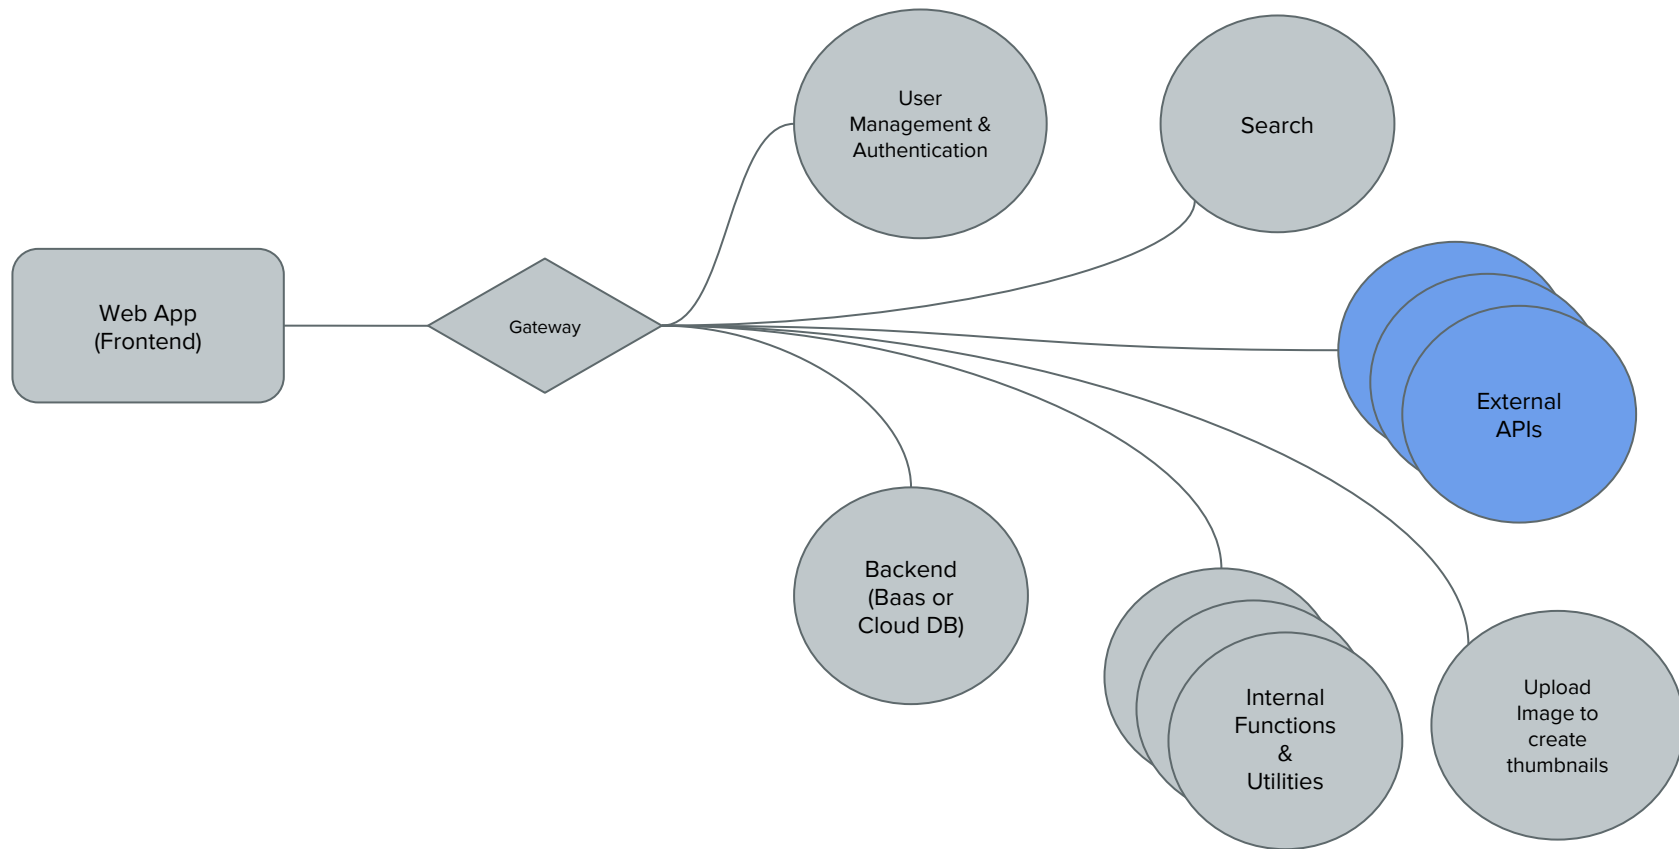 User
Management &
Authentication
Search
Web App
(Frontend)
Gateway
External
APIs
Backend
(Baas or
Cloud DB)
Internal
Functions
&
Utilities
Upload
Image to
create
thumbnails